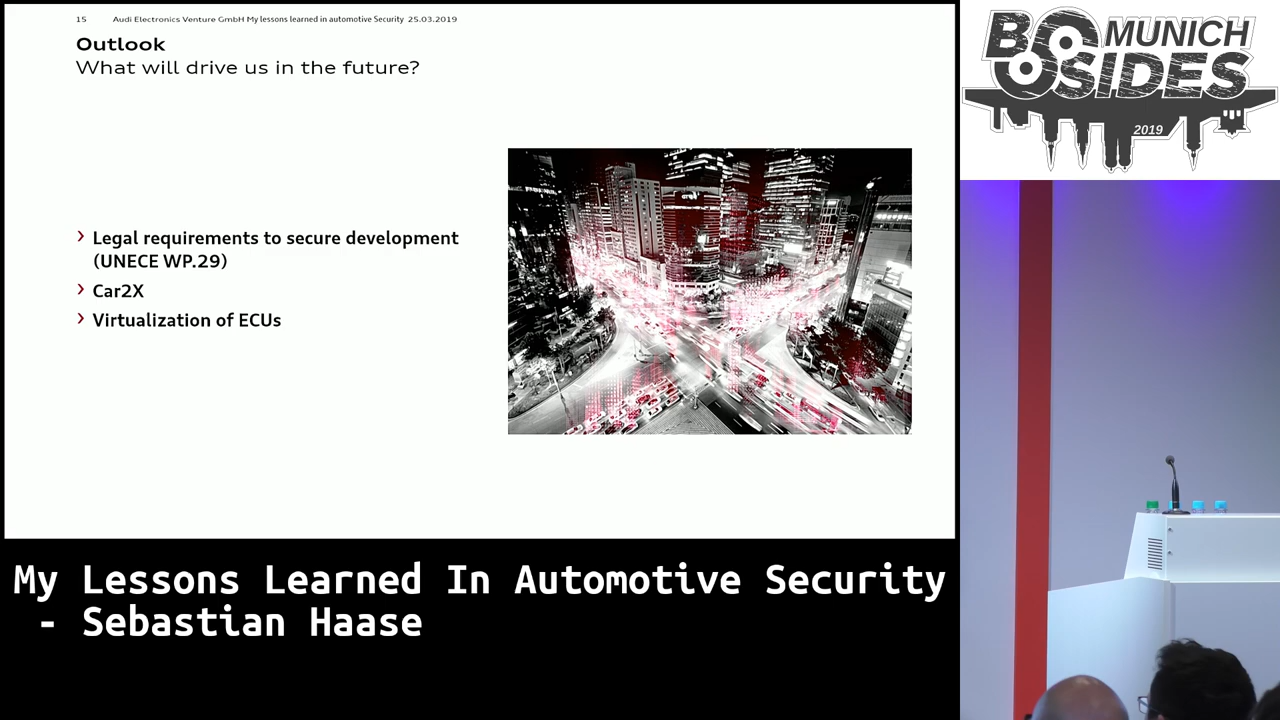 15 Audi Electronics Venture GmbH My lessons learned in automotive Security 25.03.2019
Outlook
What will drive us in the future?
› Legal requirements to secure development
(UNECE WP.29)
› Car2X
› Virtualization of ECUs
My Lessons Learned In Automotive Security
- Sebastian Haase
MUNICH
BSIDES
2019